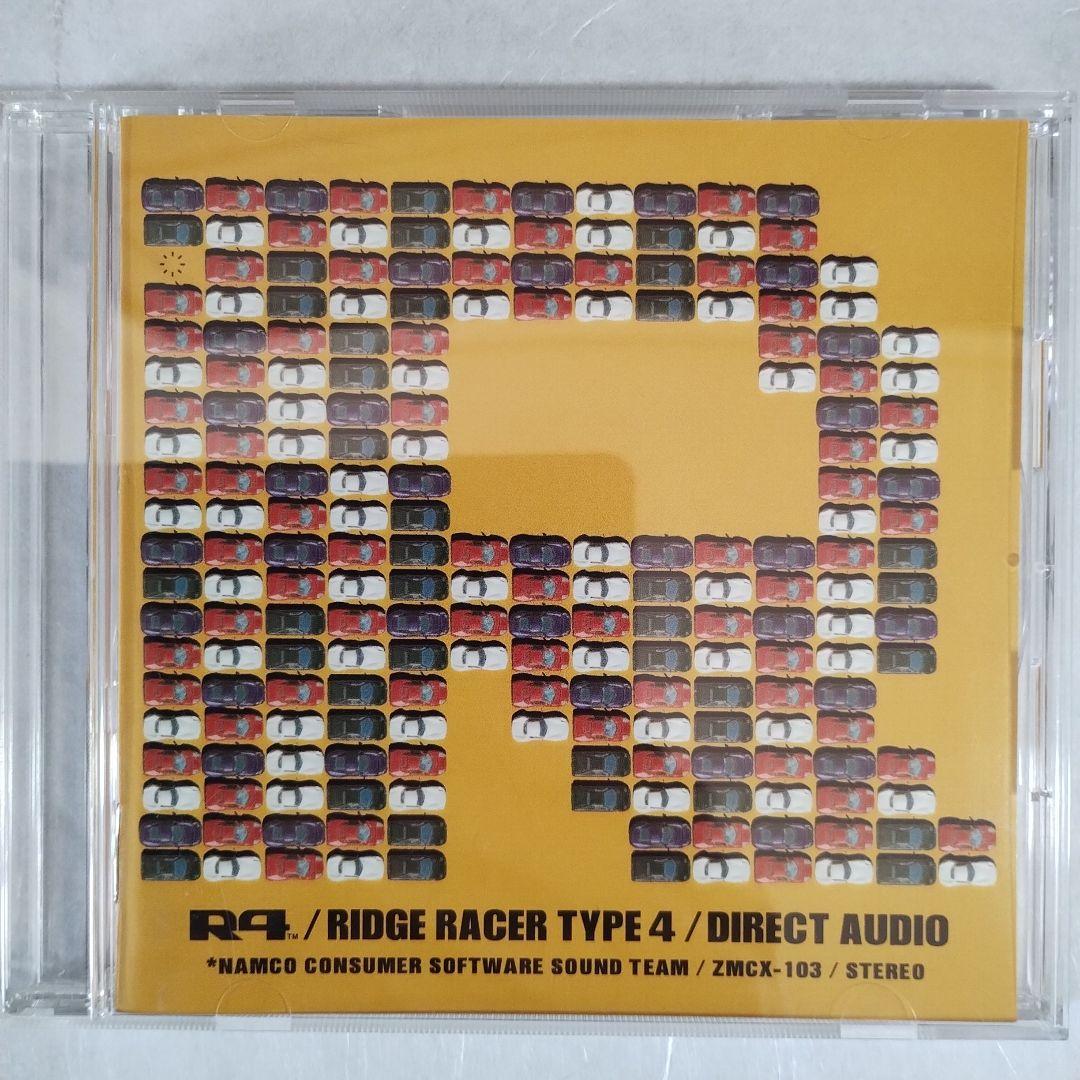 R4™ / RIDGE RACER TYPE 4 / DIRECT AUDIO
*NAMCO CONSUMER SOFTWARE SOUND TEAM / ZMCX-103 / STEREO